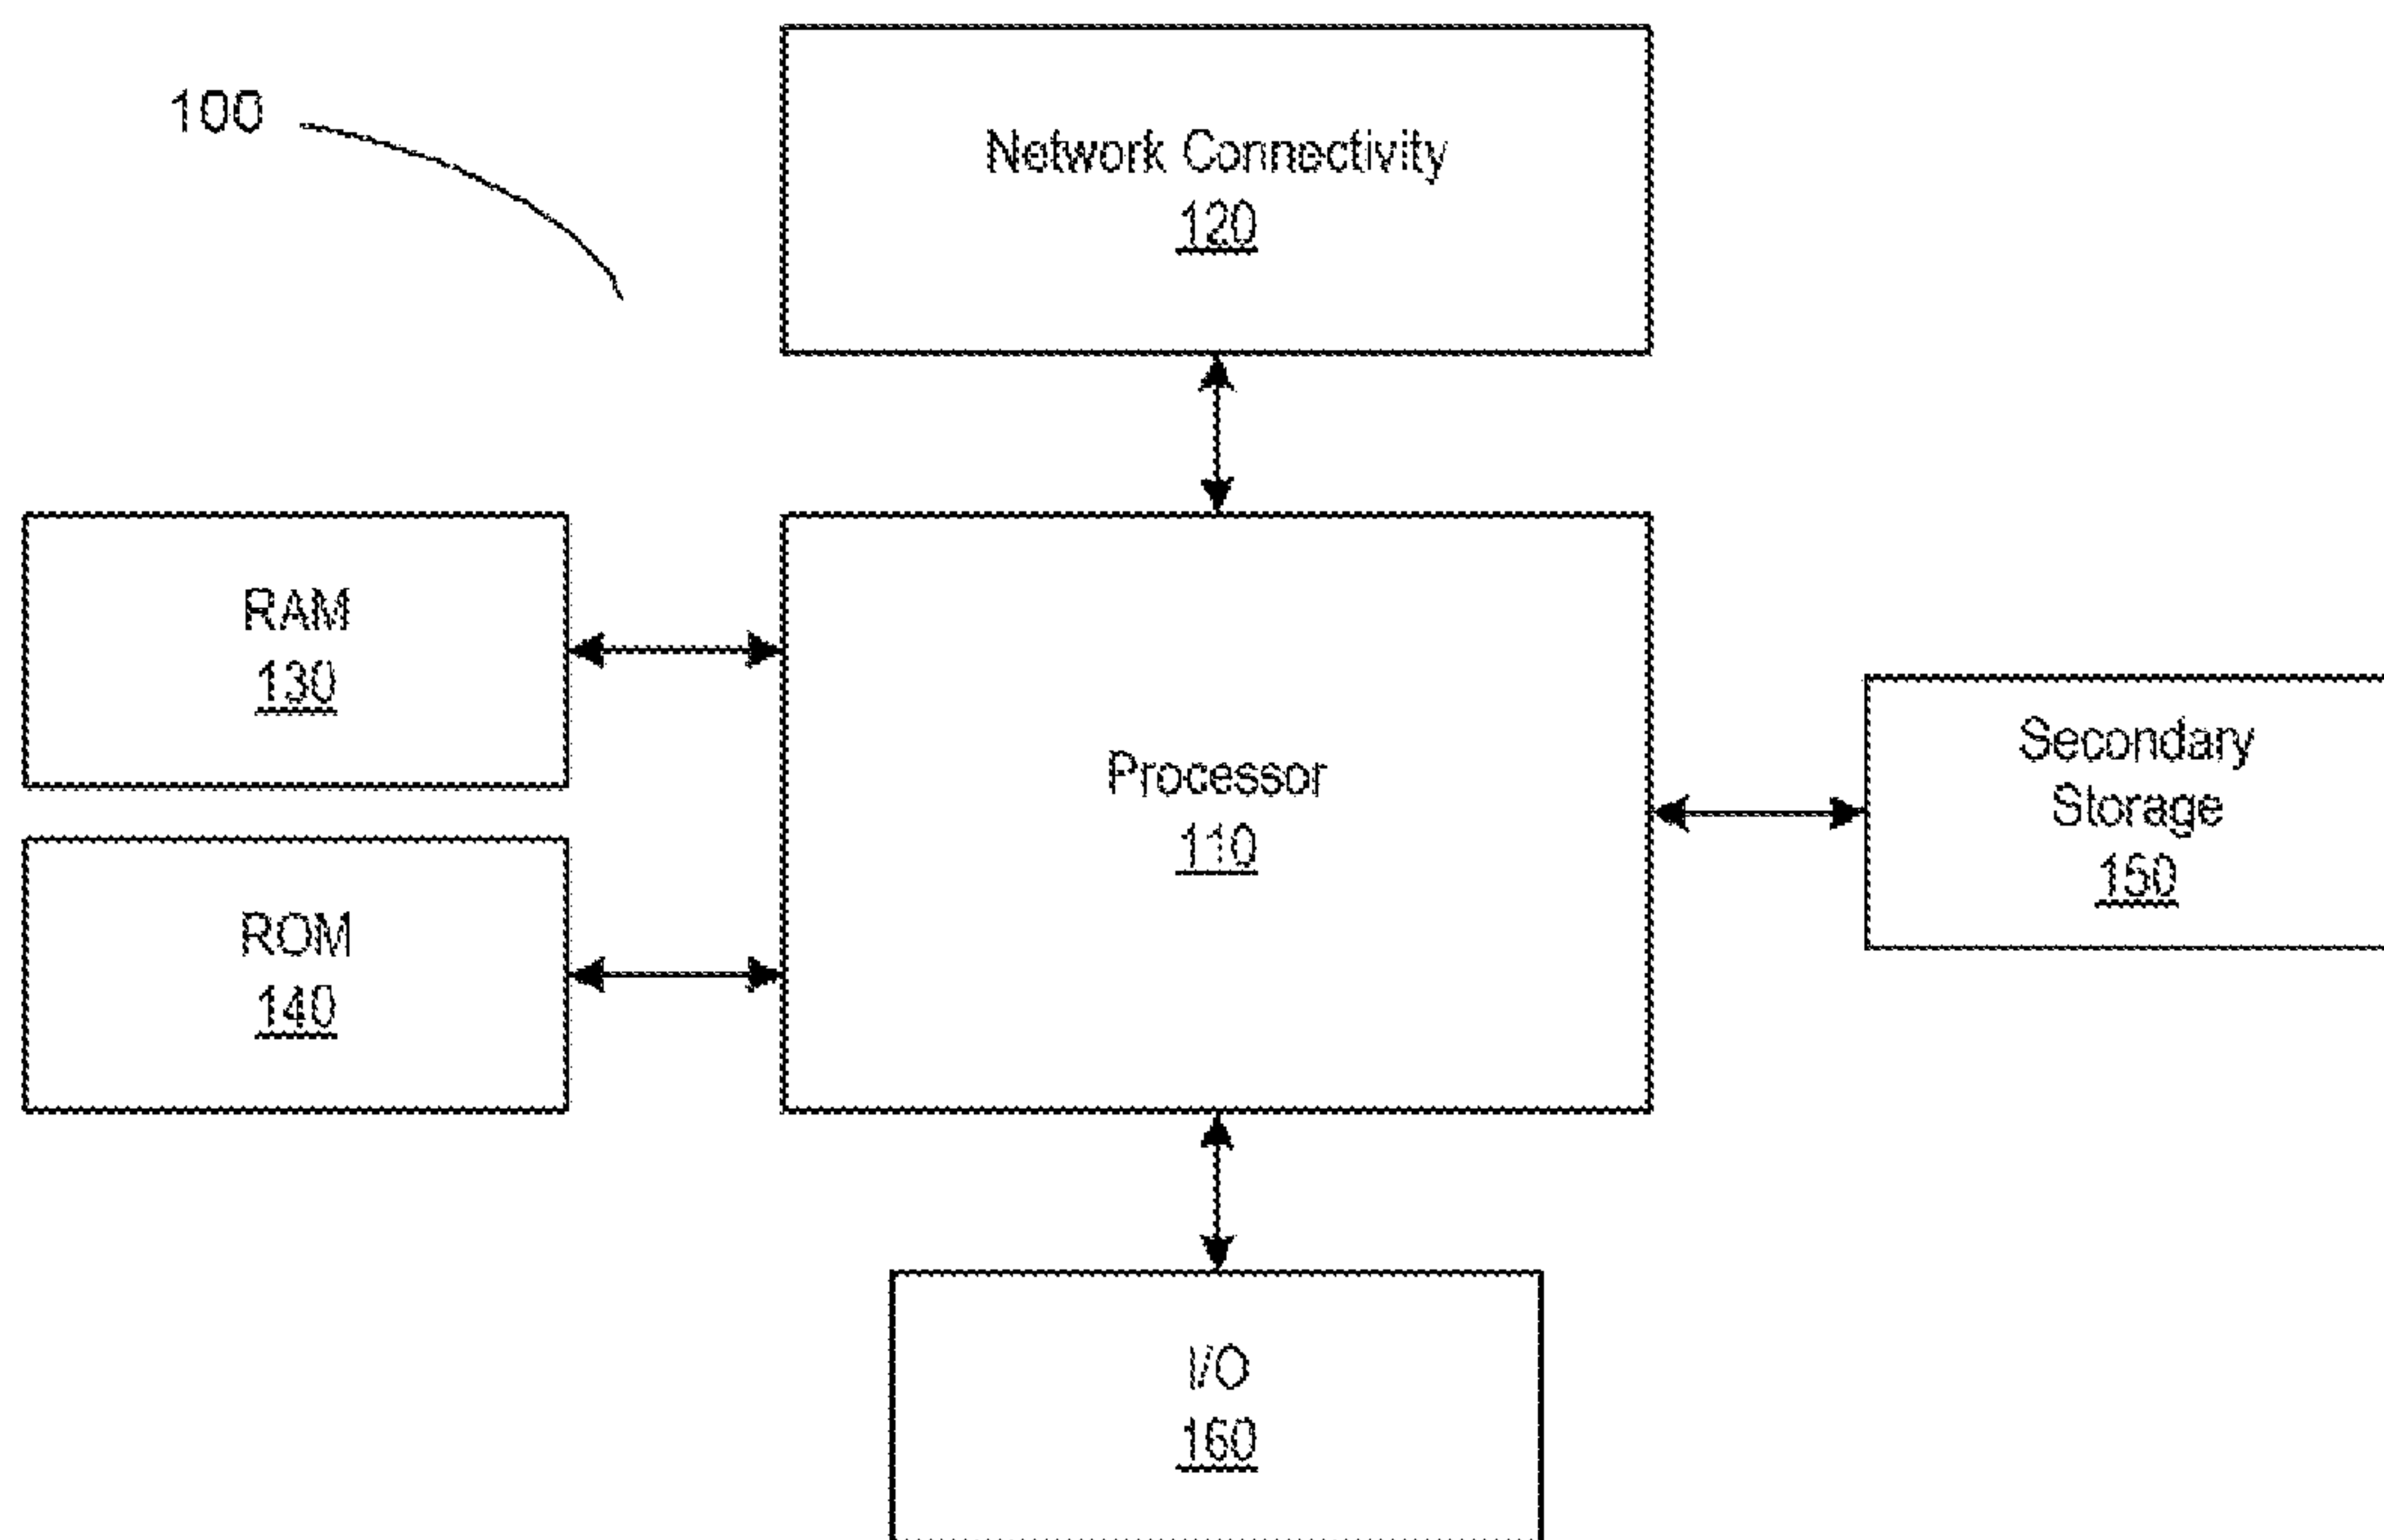 100
Network Connectivity
120
RAM
130
Processor
110
Secondary
Storage
150
ROM
140
I/O
160